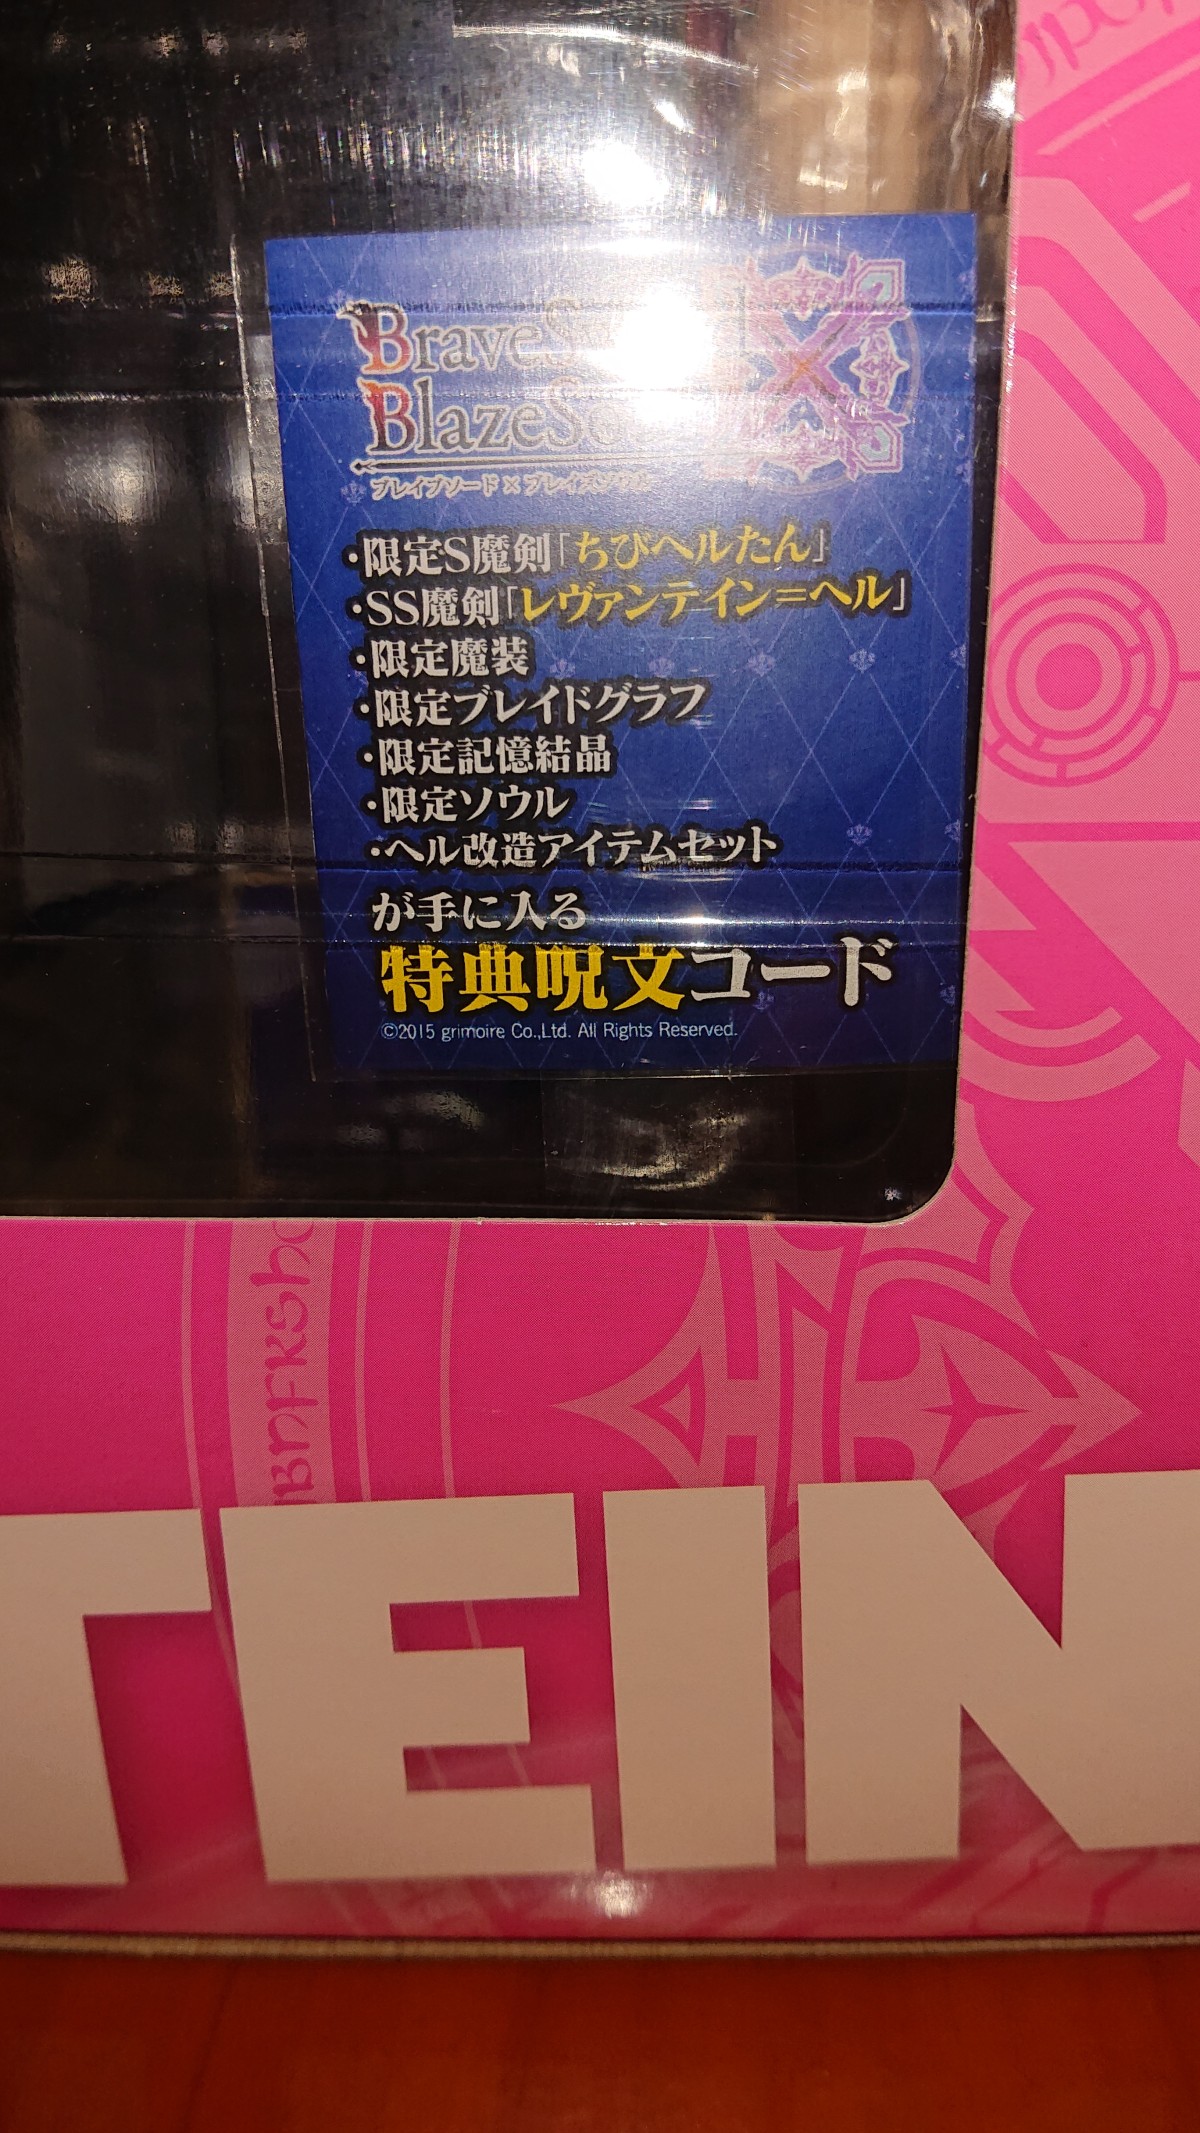 Brave
Blaze
ブレイブソード×ブレイズソウル
・限定S魔剣「ちびヘルたん」
・SS魔剣「レヴァンテイン=ヘル」
・限定魔装
・限定ブレイドグラフ
・限定記憶結晶
・限定ソウル
・ヘル改造アイテムセット
が手に入る
特典呪文コード
©2015 grimoire Co.,Ltd. All Rights Reserved.
TEIN